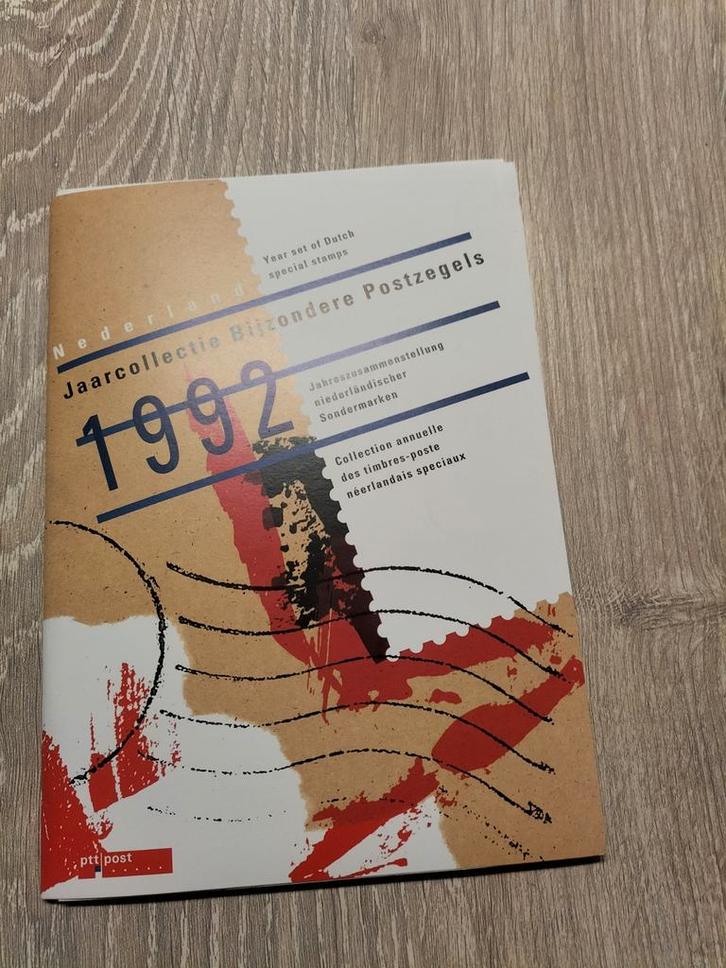 Year set of Dutch
special stamps
Nederland
Jaarcollectie Bijzondere Postzegels
1992
Jahreszusammenstellung
niederländischer
Sondermarken
Collection annuelle
des timbres-poste
néerlandais speciaux
ptt post